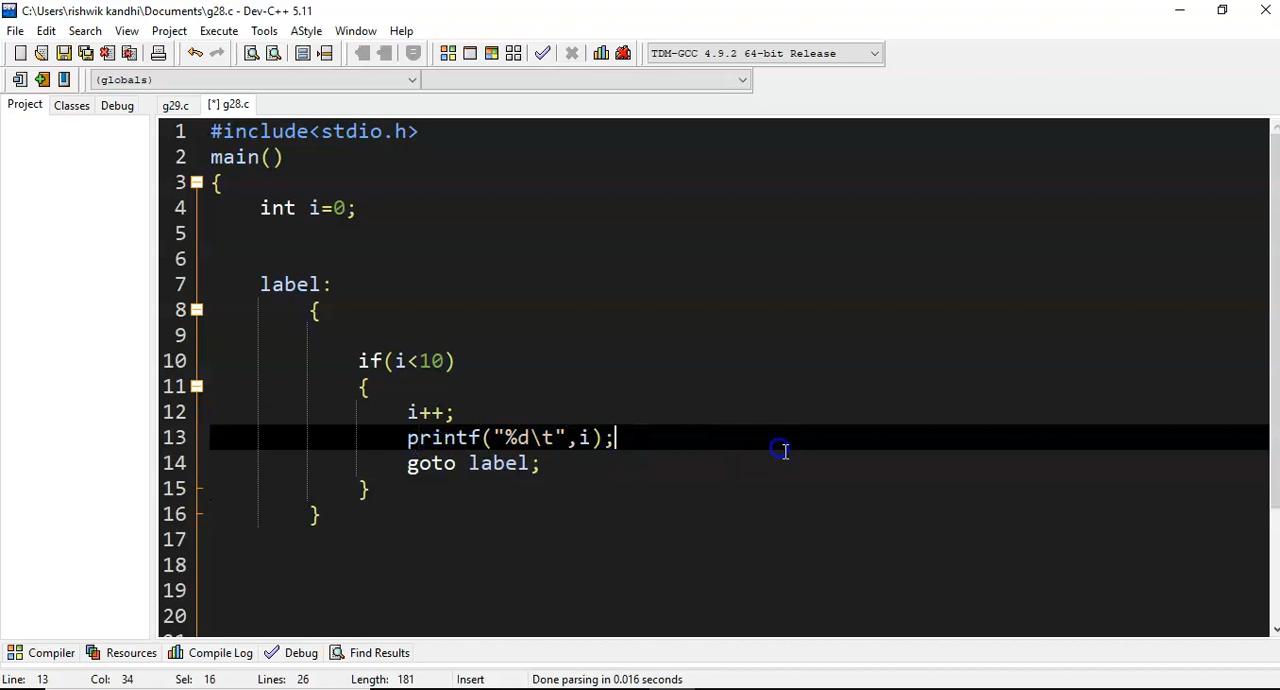 C:\Users\rishwik kandhi\Documents\g28.c - Dev-C++ 5.11
File Edit Search View Project Execute Tools AStyle Window Help
TDM-GCC 4.9.2 64-bit Release
(globals)
Project Classes Debug g29.c [*] g28.c
1 #include<stdio.h>
2 main()
3 {
4 int i=0;
5
6
7 label:
8 {
9
10 if(i<10)
11 {
12 i++;
13 printf("%d\t",i);
14 goto label;
15 }
16 }
17
18
19
20
Compiler Resources Compile Log Debug Find Results
Line: 13 Col: 34 Sel: 16 Lines: 26 Length: 181 Insert Done parsing in 0.016 seconds